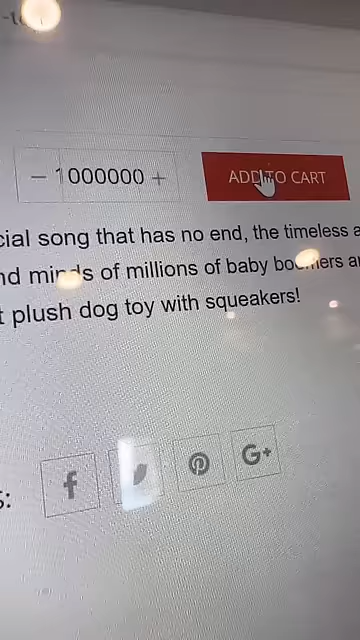 − 1000000 +
ADD TO CART
cial song that has no end, the timeless a
nd minds of millions of baby boomers a
t plush dog toy with squeakers!
s:
f
G+